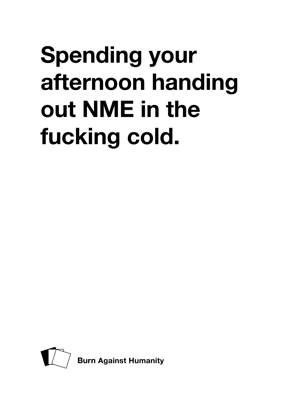 Spending your
afternoon handing
out NME in the
fucking cold.
Burn Against Humanity